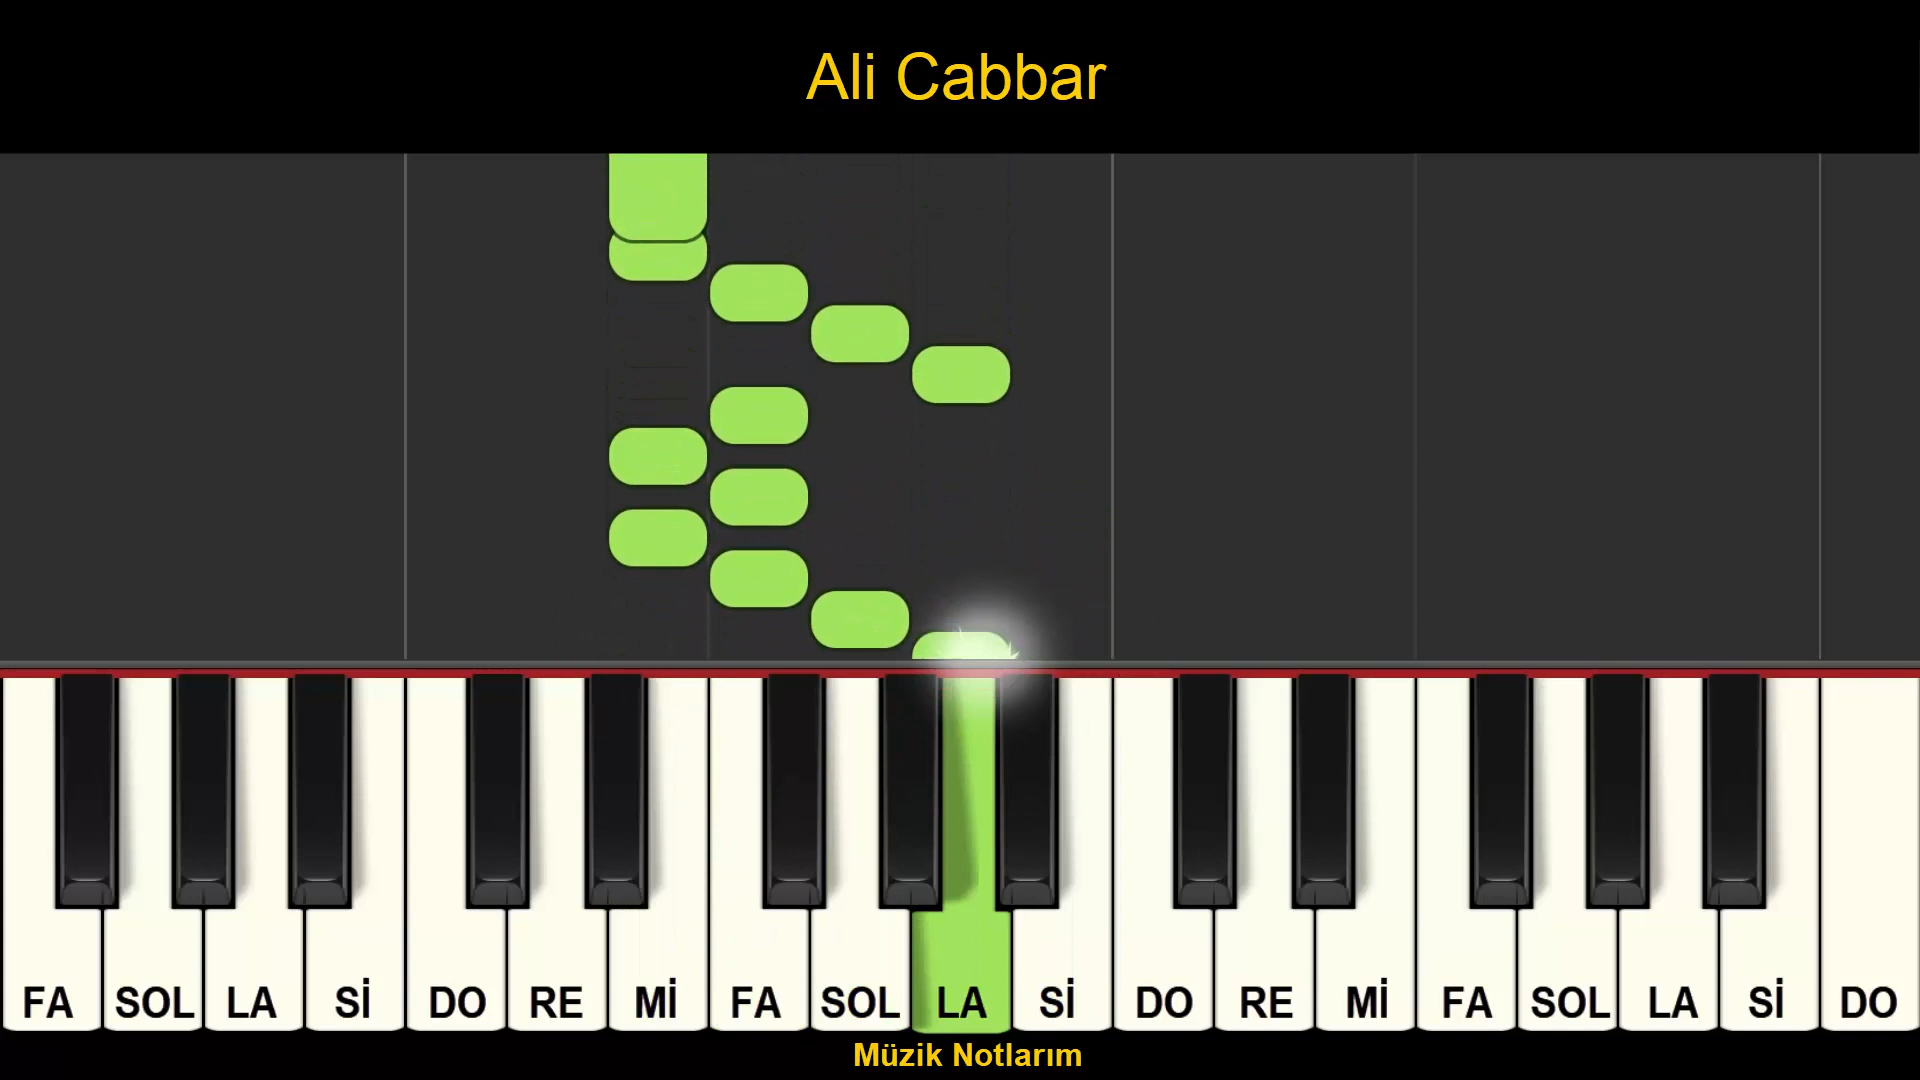 Ali Cabbar
FA SOL LA Sİ DO RE Mİ FA SOL LA Sİ DO RE Mİ FA SOL LA Sİ DO
Müzik Notlarım